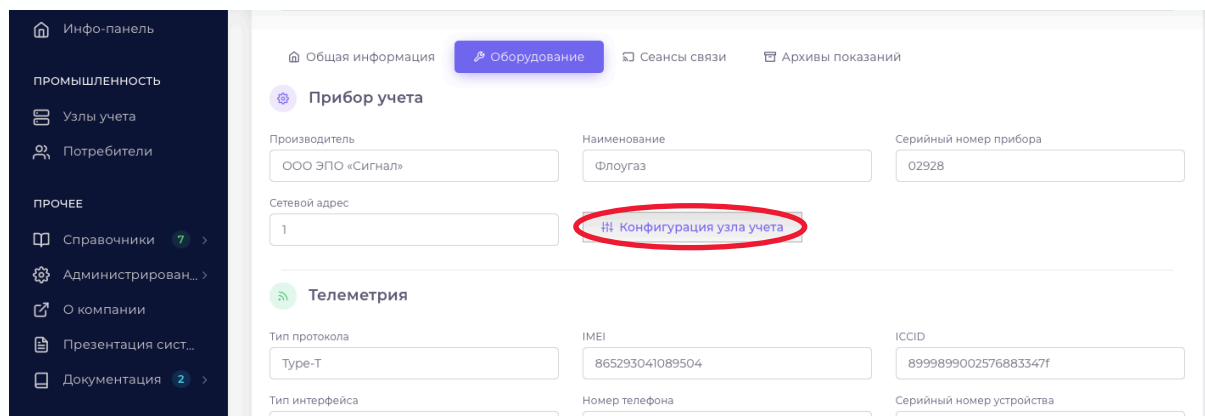 Инфо-панель
ПРОМЫШЛЕННОСТЬ
Узлы учета
Потребители
ПРОЧЕЕ
Справочники 7
Администрирован...
О компании
Презентация сист...
Документация 2
Общая информация Оборудование Сеансы связи Архивы показаний
Прибор учета
Производитель Наименование Серийный номер прибора
ООО ЭПО «Сигнал» Флоугаз 02928
Сетевой адрес
1 Конфигурация узла учета
Телеметрия
Тип протокола IMEI ICCID
Type-T 865293041089504 8999899002576883347f
Тип интерфейса Номер телефона Серийный номер устройства